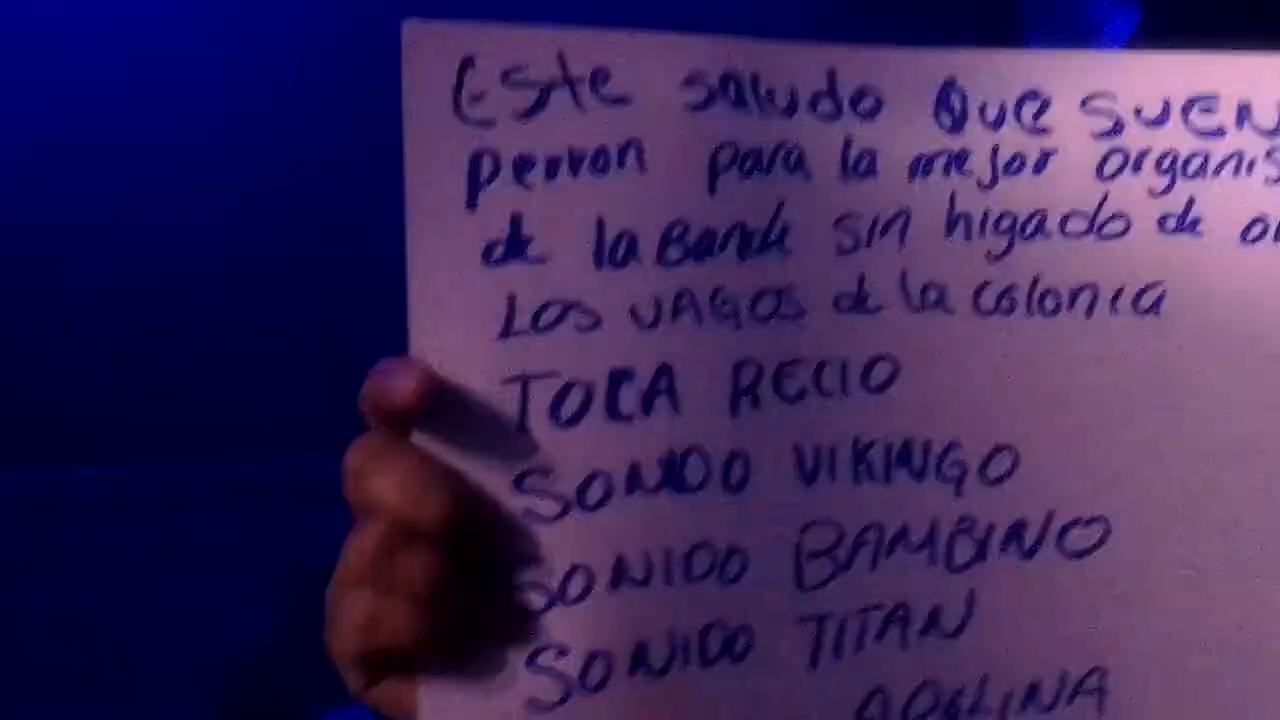 Este saludo QUE SUEN
perron para la mejor organis
de la Banda sin higado de
LOS VAGOS de la colonia
TOCA RECIO
SONIDO VIKINGO
SONIDO BAMBINO
SONIDO TITAN